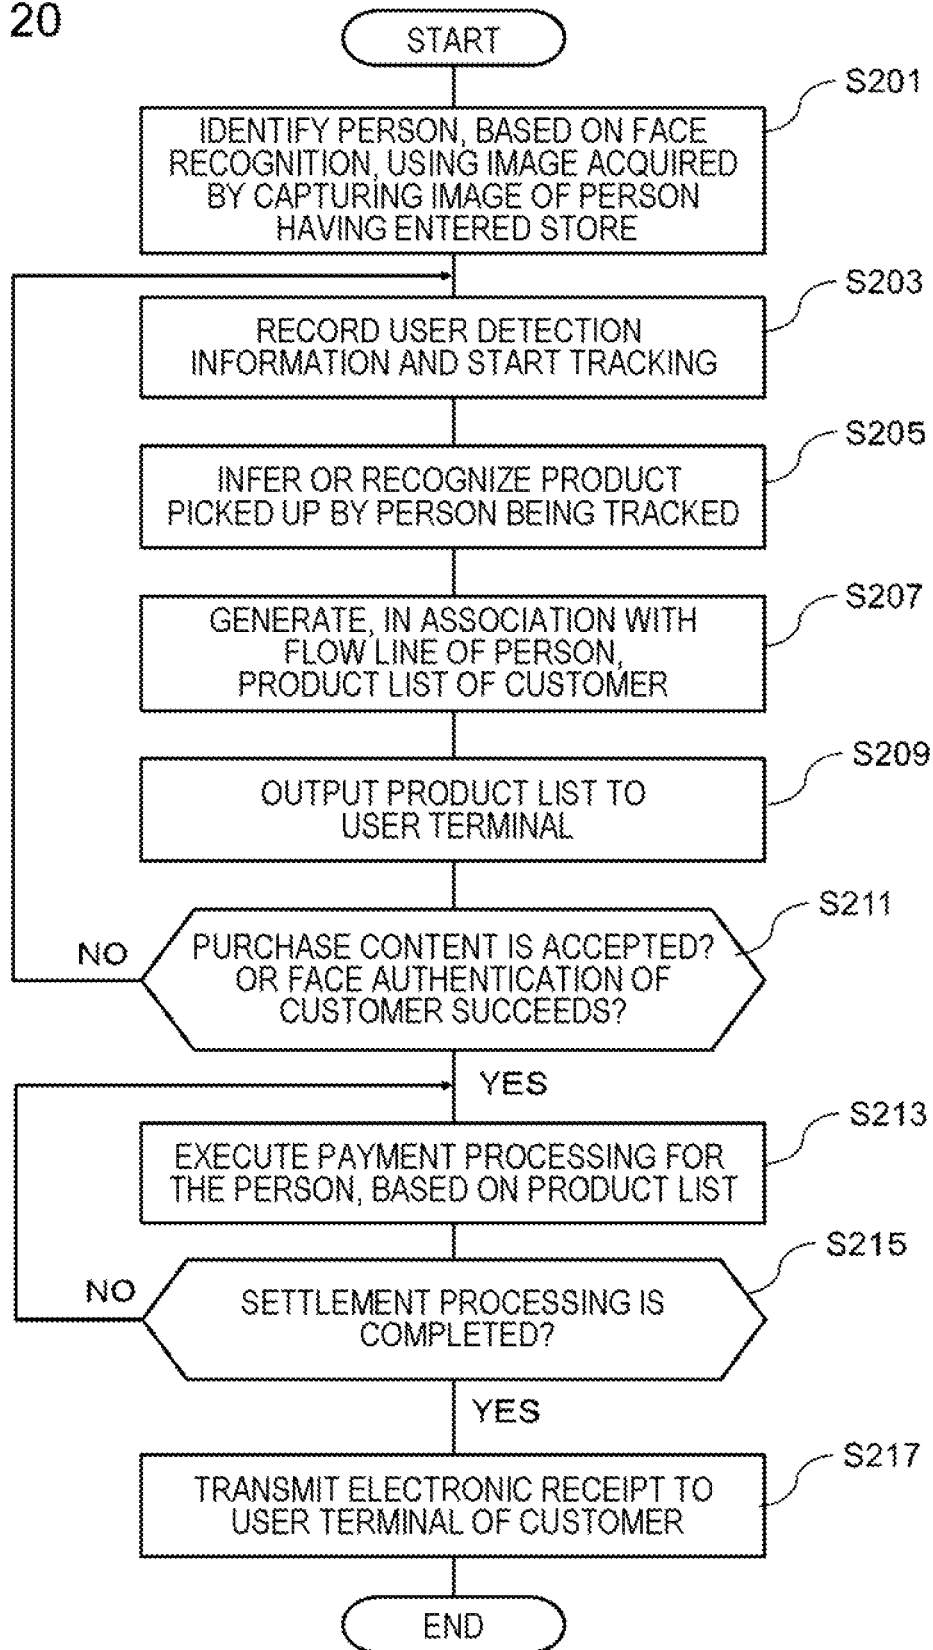 20
START
S201
IDENTIFY PERSON, BASED ON FACE
RECOGNITION, USING IMAGE ACQUIRED
BY CAPTURING IMAGE OF PERSON
HAVING ENTERED STORE
S203
RECORD USER DETECTION
INFORMATION AND START TRACKING
S205
INFER OR RECOGNIZE PRODUCT
PICKED UP BY PERSON BEING TRACKED
S207
GENERATE, IN ASSOCIATION WITH
FLOW LINE OF PERSON,
PRODUCT LIST OF CUSTOMER
S209
OUTPUT PRODUCT LIST TO
USER TERMINAL
S211
NO
PURCHASE CONTENT IS ACCEPTED?
OR FACE AUTHENTICATION OF
CUSTOMER SUCCEEDS?
YES
S213
EXECUTE PAYMENT PROCESSING FOR
THE PERSON, BASED ON PRODUCT LIST
S215
NO
SETTLEMENT PROCESSING IS
COMPLETED?
YES
S217
TRANSMIT ELECTRONIC RECEIPT TO
USER TERMINAL OF CUSTOMER
END